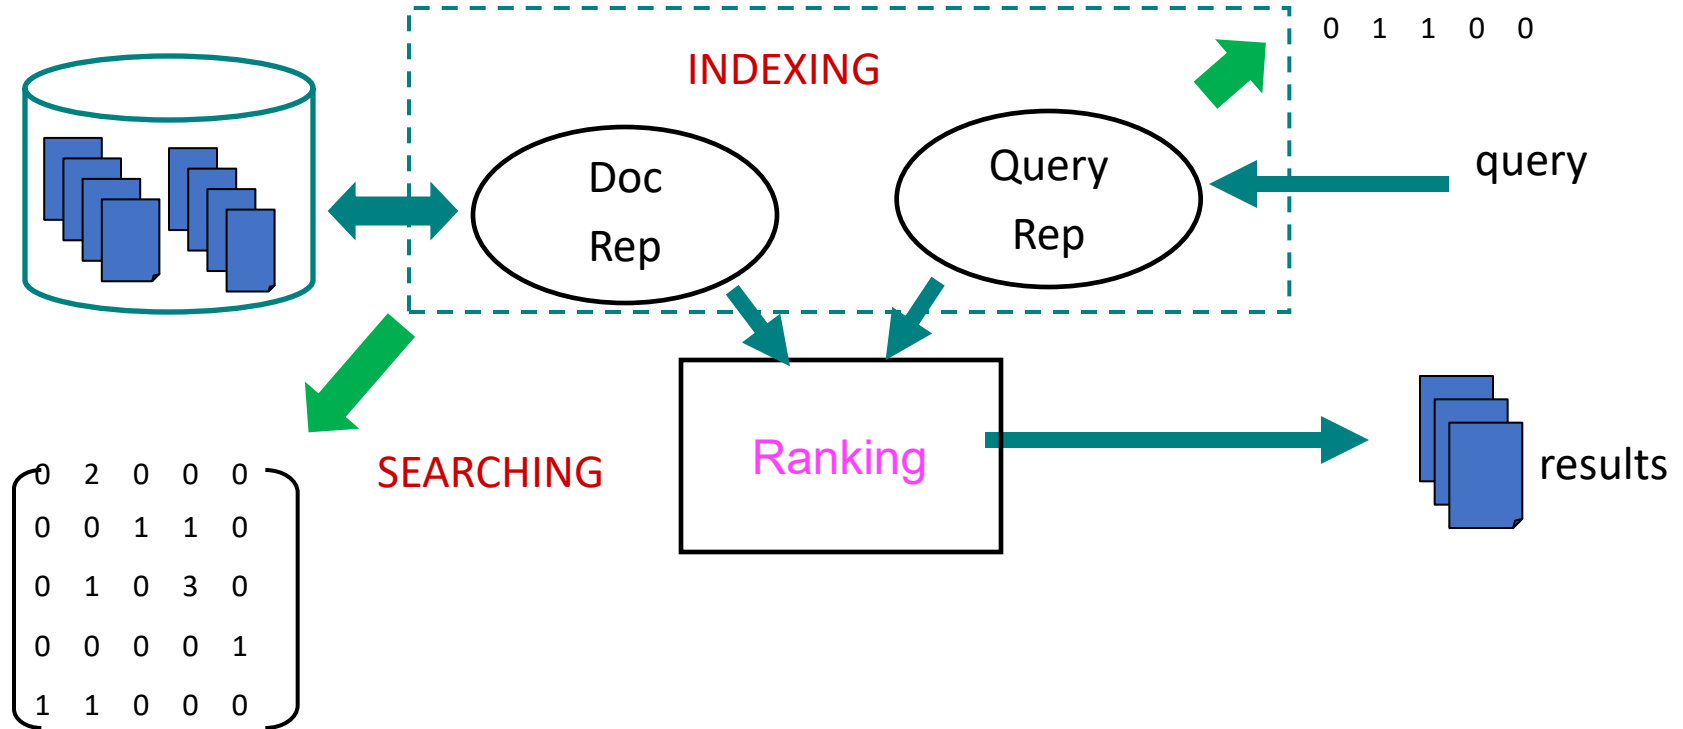 0 1 1 0 0
INDEXING
Doc
Rep
Query
Rep
query
Ranking
SEARCHING
results
0 2 0 0 0
0 0 1 1 0
0 1 0 3 0
0 0 0 0 1
1 1 0 0 0